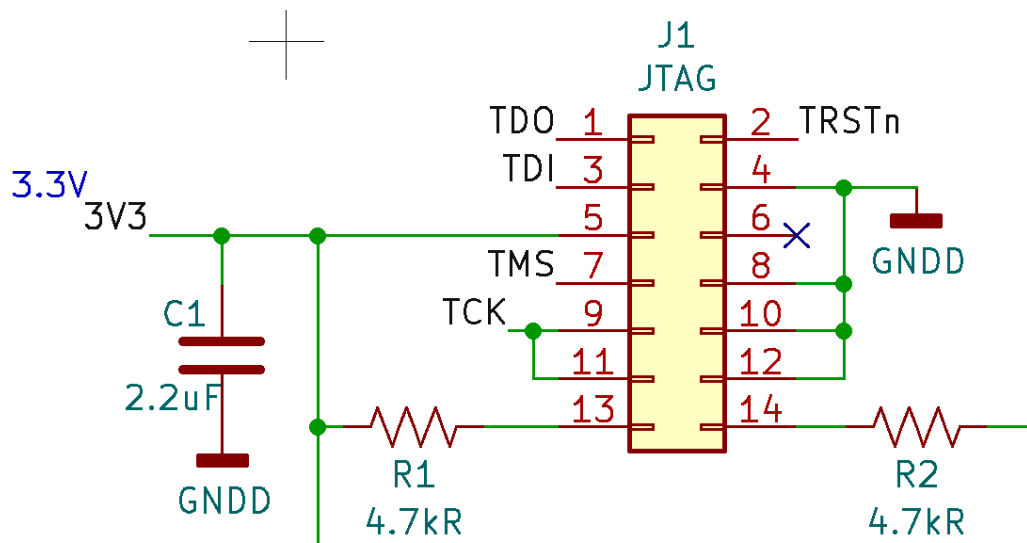 J1
JTAG
TDO 1 2 TRSTn
TDI 3 4
3.3V
3V3 5 6
GNDD
TMS 7 8
C1
TCK 9 10
11 12
2.2uF
13 14
GNDD
R1
4.7kR
R2
4.7kR